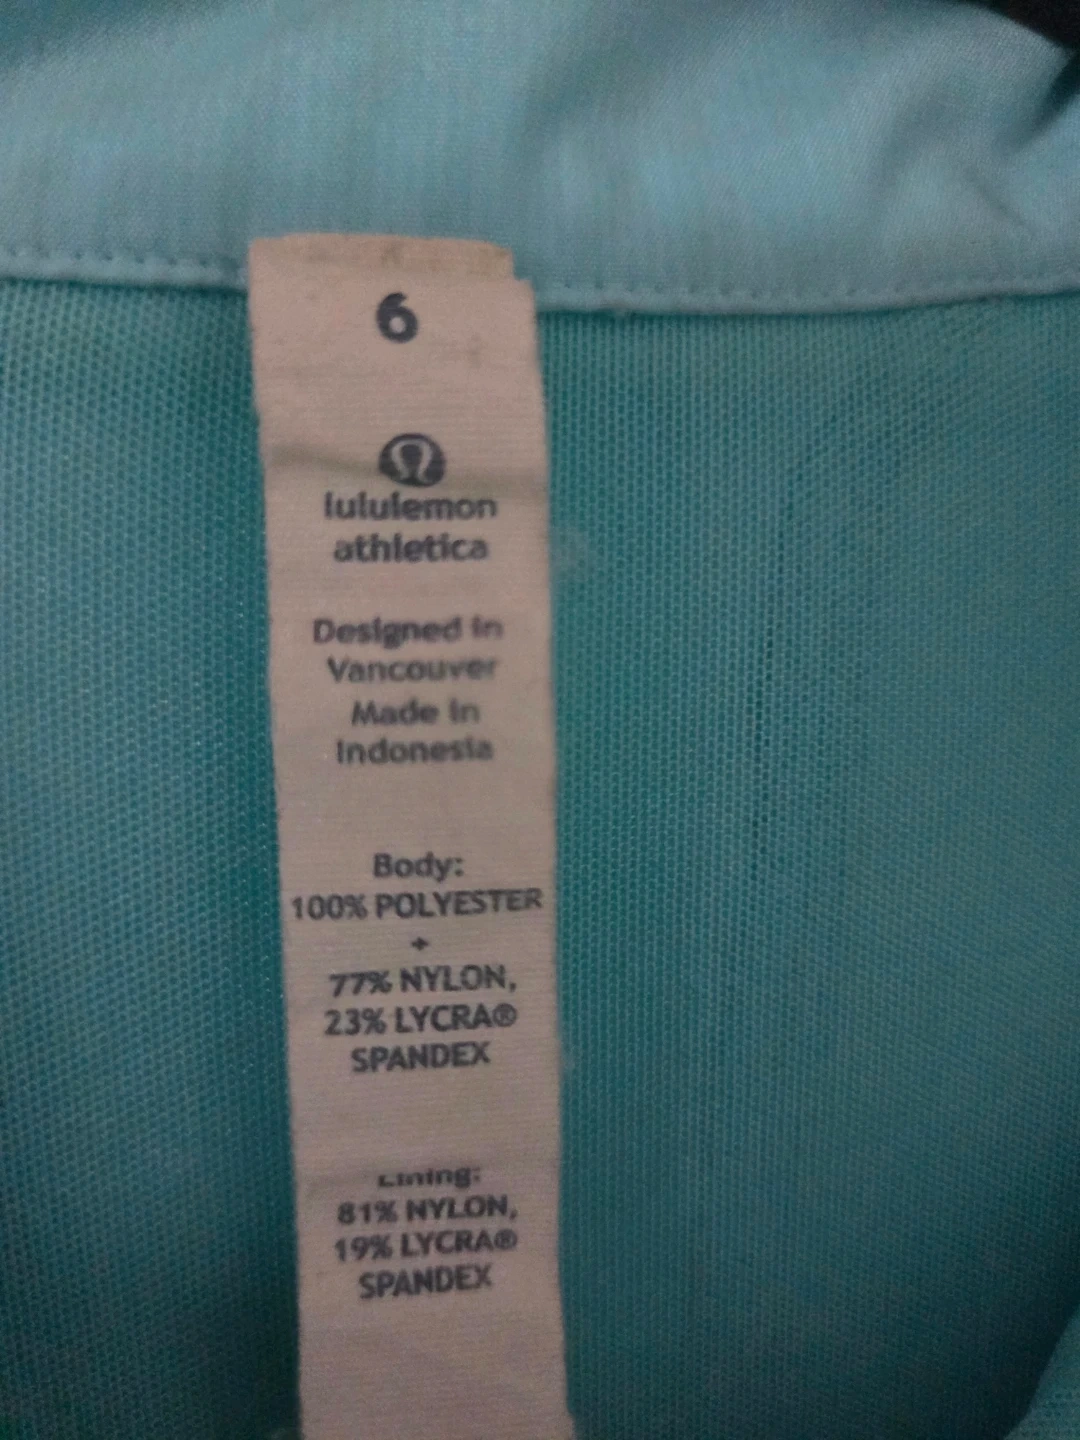 6
lululemon
athletica
Designed in
Vancouver
Made in
Indonesia
Body:
100% POLYESTER
+
77% NYLON,
23% LYCRA®
SPANDEX
Lining:
81% NYLON,
19% LYCRA®
SPANDEX